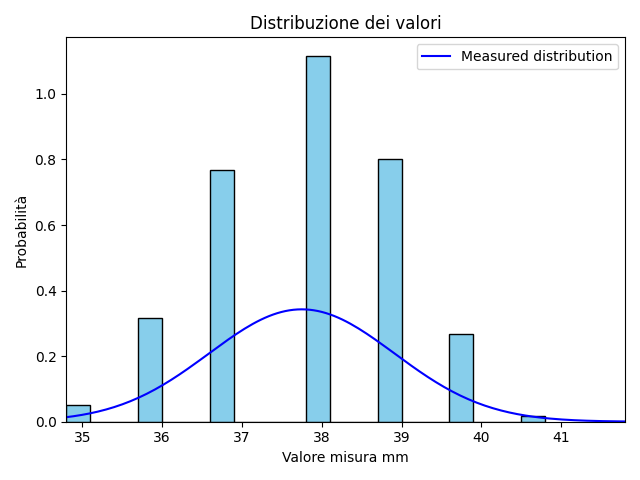 Distribuzione dei valori
Measured distribution
Probabilità
1.0
0.8
0.6
0.4
0.2
0.0
35 36 37 38 39 40 41
Valore misura mm